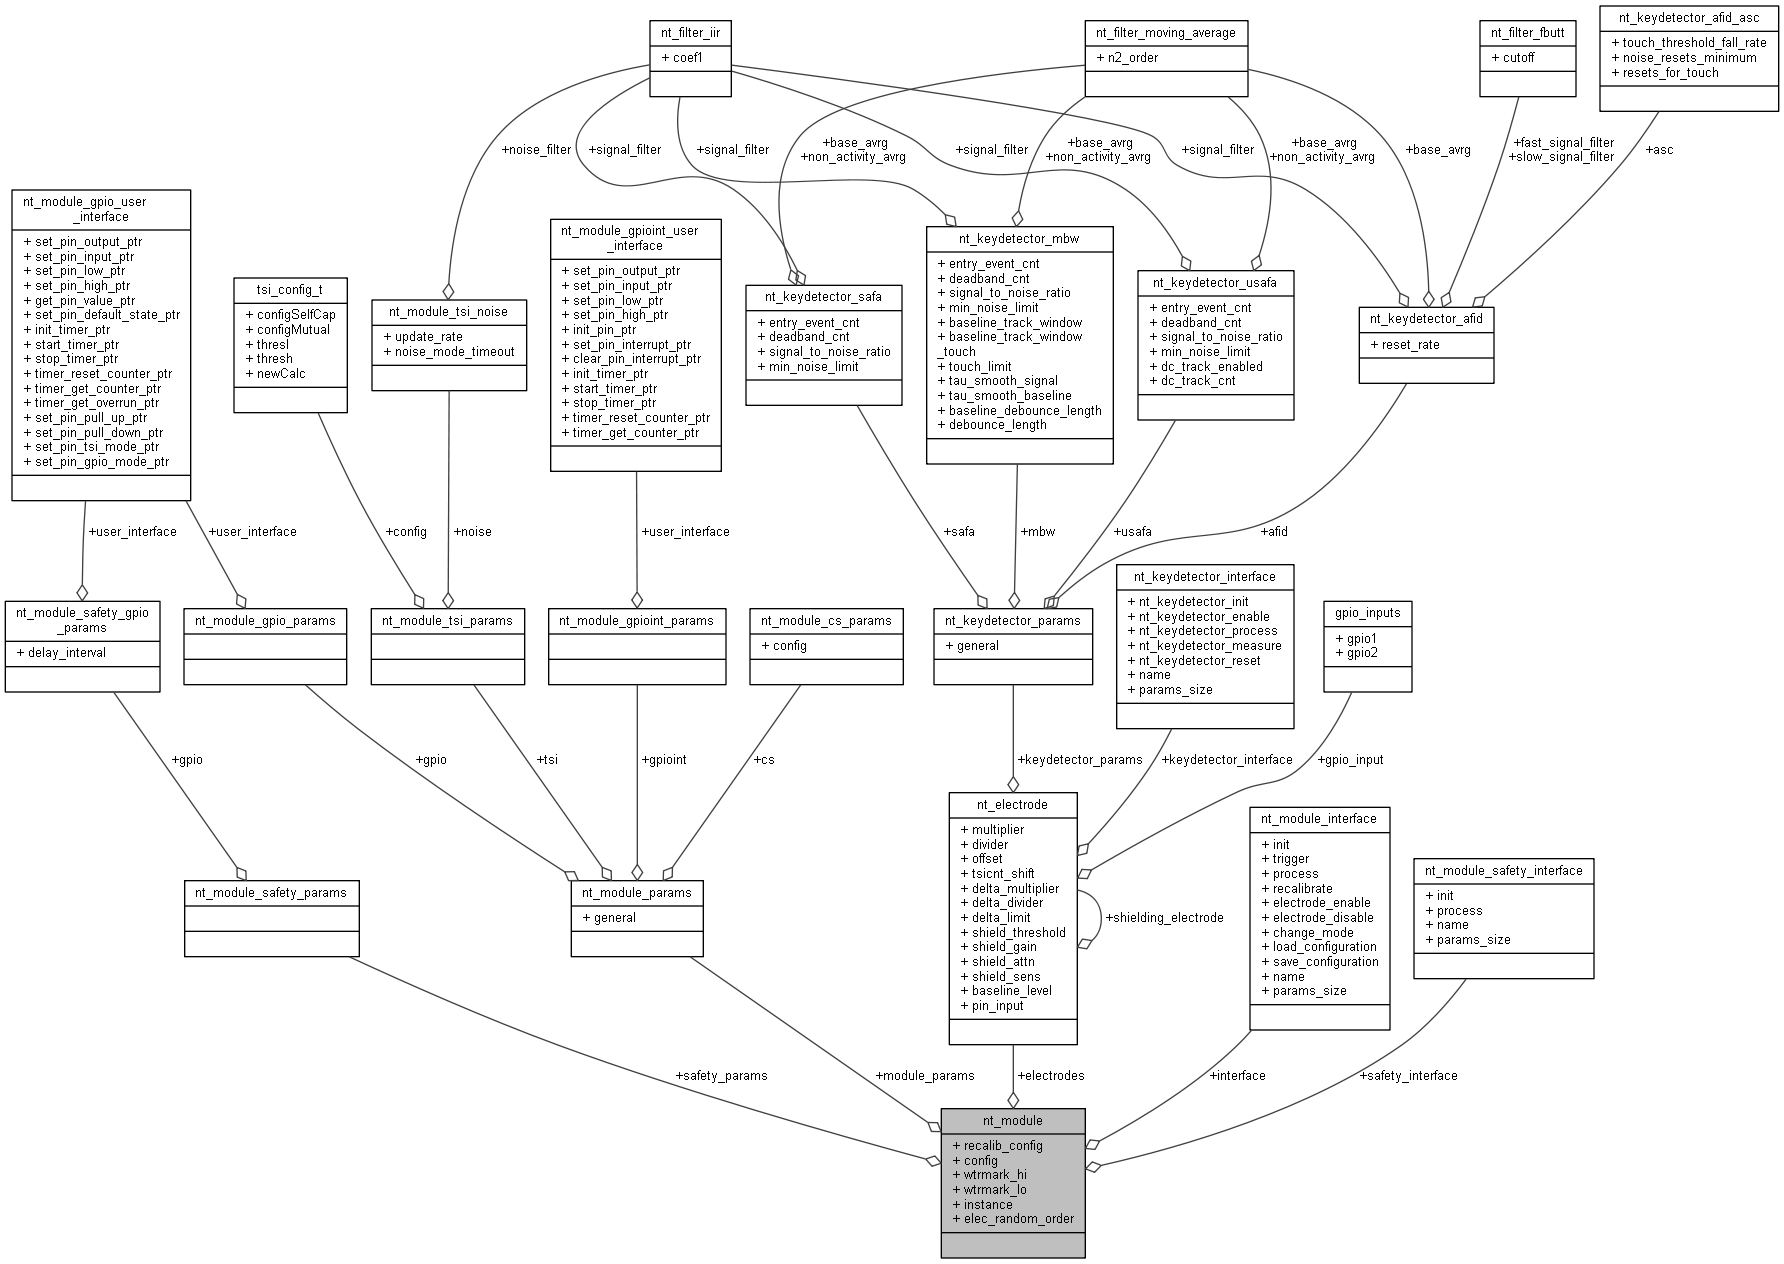 nt_filter_iir
+ coef1
nt_filter_moving_average
+ n2_order
nt_filter_fbutt
+ cutoff
nt_keydetector_afid_asc
+ touch_threshold_fall_rate
+ noise_resets_minimum
+ resets_for_touch
+noise_filter
+signal_filter
+signal_filter
+base_avrg
+non_activity_avrg
+signal_filter
+base_avrg
+non_activity_avrg
+signal_filter
+base_avrg
+non_activity_avrg
+base_avrg
+fast_signal_filter
+slow_signal_filter
+asc
nt_module_gpio_user
_interface
+ set_pin_output_ptr
+ set_pin_input_ptr
+ set_pin_low_ptr
+ set_pin_high_ptr
+ get_pin_value_ptr
+ set_pin_default_state_ptr
+ init_timer_ptr
+ start_timer_ptr
+ stop_timer_ptr
+ timer_reset_counter_ptr
+ timer_get_counter_ptr
+ timer_get_overrun_ptr
+ set_pin_pull_up_ptr
+ set_pin_pull_down_ptr
+ set_pin_tsi_mode_ptr
+ set_pin_gpio_mode_ptr
tsi_config_t
+ configSelfCap
+ configMutual
+ thresl
+ thresh
+ newCalc
nt_module_tsi_noise
+ update_rate
+ noise_mode_timeout
nt_module_gpioint_user
_interface
+ set_pin_output_ptr
+ set_pin_input_ptr
+ set_pin_low_ptr
+ set_pin_high_ptr
+ init_pin_ptr
+ set_pin_interrupt_ptr
+ clear_pin_interrupt_ptr
+ init_timer_ptr
+ start_timer_ptr
+ stop_timer_ptr
+ timer_reset_counter_ptr
+ timer_get_counter_ptr
nt_keydetector_safa
+ entry_event_cnt
+ deadband_cnt
+ signal_to_noise_ratio
+ min_noise_limit
nt_keydetector_mbw
+ entry_event_cnt
+ deadband_cnt
+ signal_to_noise_ratio
+ min_noise_limit
+ baseline_track_window
+ baseline_track_window
_touch
+ touch_limit
+ tau_smooth_signal
+ tau_smooth_baseline
+ baseline_debounce_length
+ debounce_length
nt_keydetector_usafa
+ entry_event_cnt
+ deadband_cnt
+ signal_to_noise_ratio
+ min_noise_limit
+ dc_track_enabled
+ dc_track_cnt
nt_keydetector_afid
+ reset_rate
+user_interface
+user_interface
+config
+noise
+user_interface
+safa
+mbw
+usafa
+afid
nt_module_safety_gpio
_params
+ delay_interval
nt_module_gpio_params
nt_module_tsi_params
nt_module_gpioint_params
nt_module_cs_params
+ config
nt_keydetector_params
+ general
nt_keydetector_interface
+ nt_keydetector_init
+ nt_keydetector_enable
+ nt_keydetector_process
+ nt_keydetector_measure
+ nt_keydetector_reset
+ name
+ params_size
gpio_inputs
+ gpio1
+ gpio2
+gpio
+gpio
+tsi
+gpioint
+cs
+keydetector_params
+keydetector_interface
+gpio_input
nt_module_safety_params
nt_module_params
+ general
nt_electrode
+ multiplier
+ divider
+ offset
+ tsicnt_shift
+ delta_multiplier
+ delta_divider
+ delta_limit
+ shield_threshold
+ shield_gain
+ shield_attn
+ shield_sens
+ baseline_level
+ pin_input
+shielding_electrode
nt_module_interface
+ init
+ trigger
+ process
+ recalibrate
+ electrode_enable
+ electrode_disable
+ change_mode
+ load_configuration
+ save_configuration
+ name
+ params_size
nt_module_safety_interface
+ init
+ process
+ name
+ params_size
+safety_params
+module_params
+electrodes
+interface
+safety_interface
nt_module
+ recalib_config
+ config
+ wtrmark_hi
+ wtrmark_lo
+ instance
+ elec_random_order